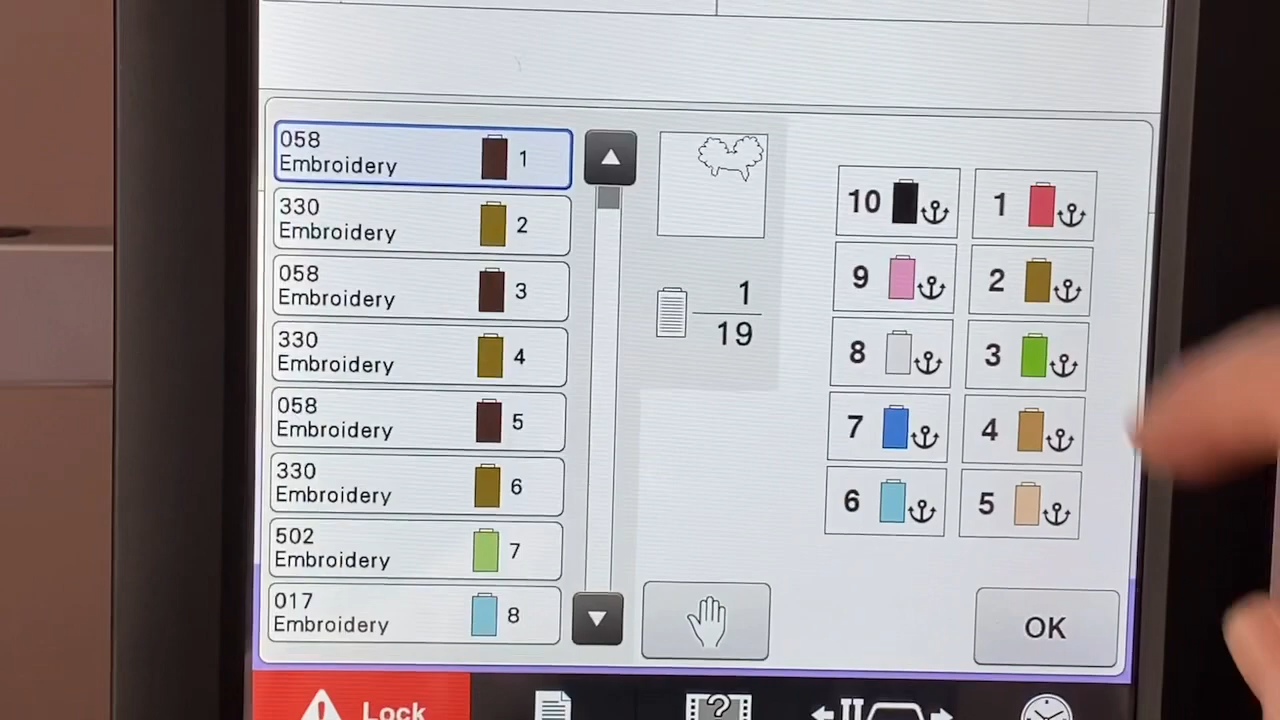 058
Embroidery 1
330
Embroidery 2
058
Embroidery 3
330
Embroidery 4
058
Embroidery 5
330
Embroidery 6
502
Embroidery 7
017
Embroidery 8
1
19
10 1
9 2
8 3
7 4
6 5
OK
Lock
?